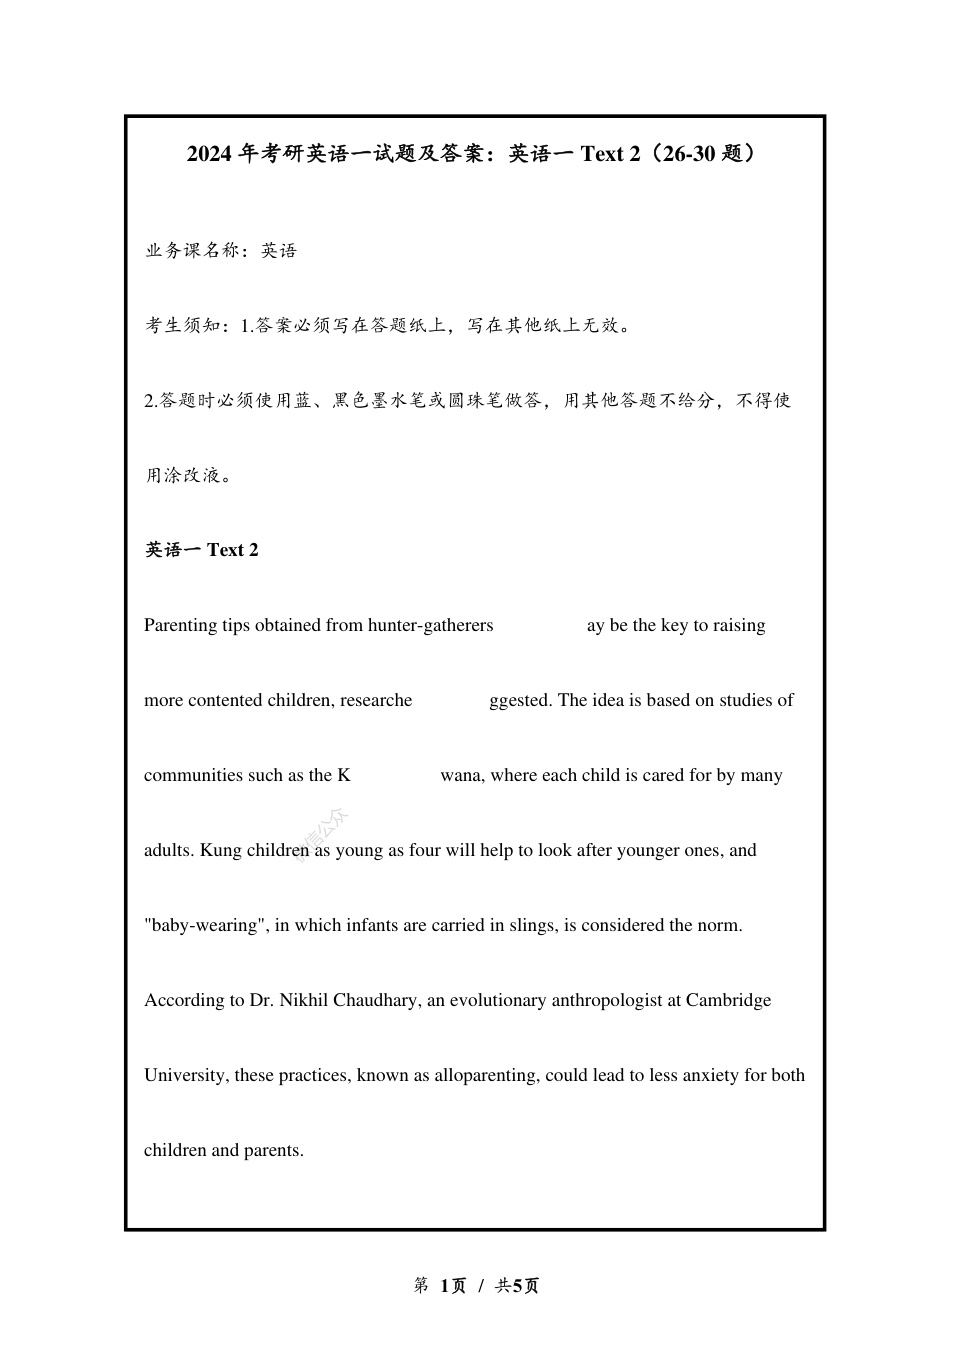 2024 年考研英语一试题及答案：英语一 Text 2（26-30 题）
业务课名称：英语
考生须知：1.答案必须写在答题纸上，写在其他纸上无效。
2.答题时必须使用蓝、黑色墨水笔或圆珠笔做答，用其他答题不给分，不得使
用涂改液。
英语一 Text 2
Parenting tips obtained from hunter-gatherers ay be the key to raising
more contented children, researche ggested. The idea is based on studies of
communities such as the K wana, where each child is cared for by many
信公众
adults. Kung children as young as four will help to look after younger ones, and
"baby-wearing", in which infants are carried in slings, is considered the norm.
According to Dr. Nikhil Chaudhary, an evolutionary anthropologist at Cambridge
University, these practices, known as alloparenting, could lead to less anxiety for both
children and parents.
第 1页 / 共5页